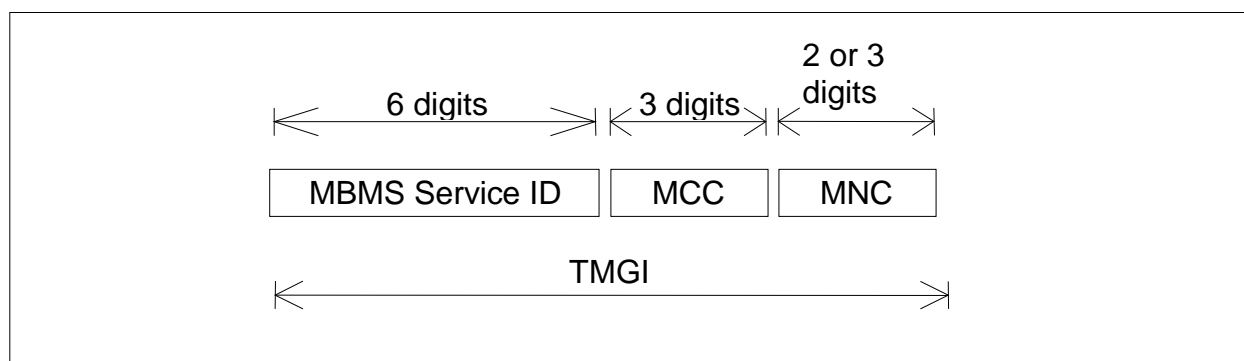 2 or 3
digits
6 digits
3 digits
MBMS Service ID
MCC
MNC
TMGI